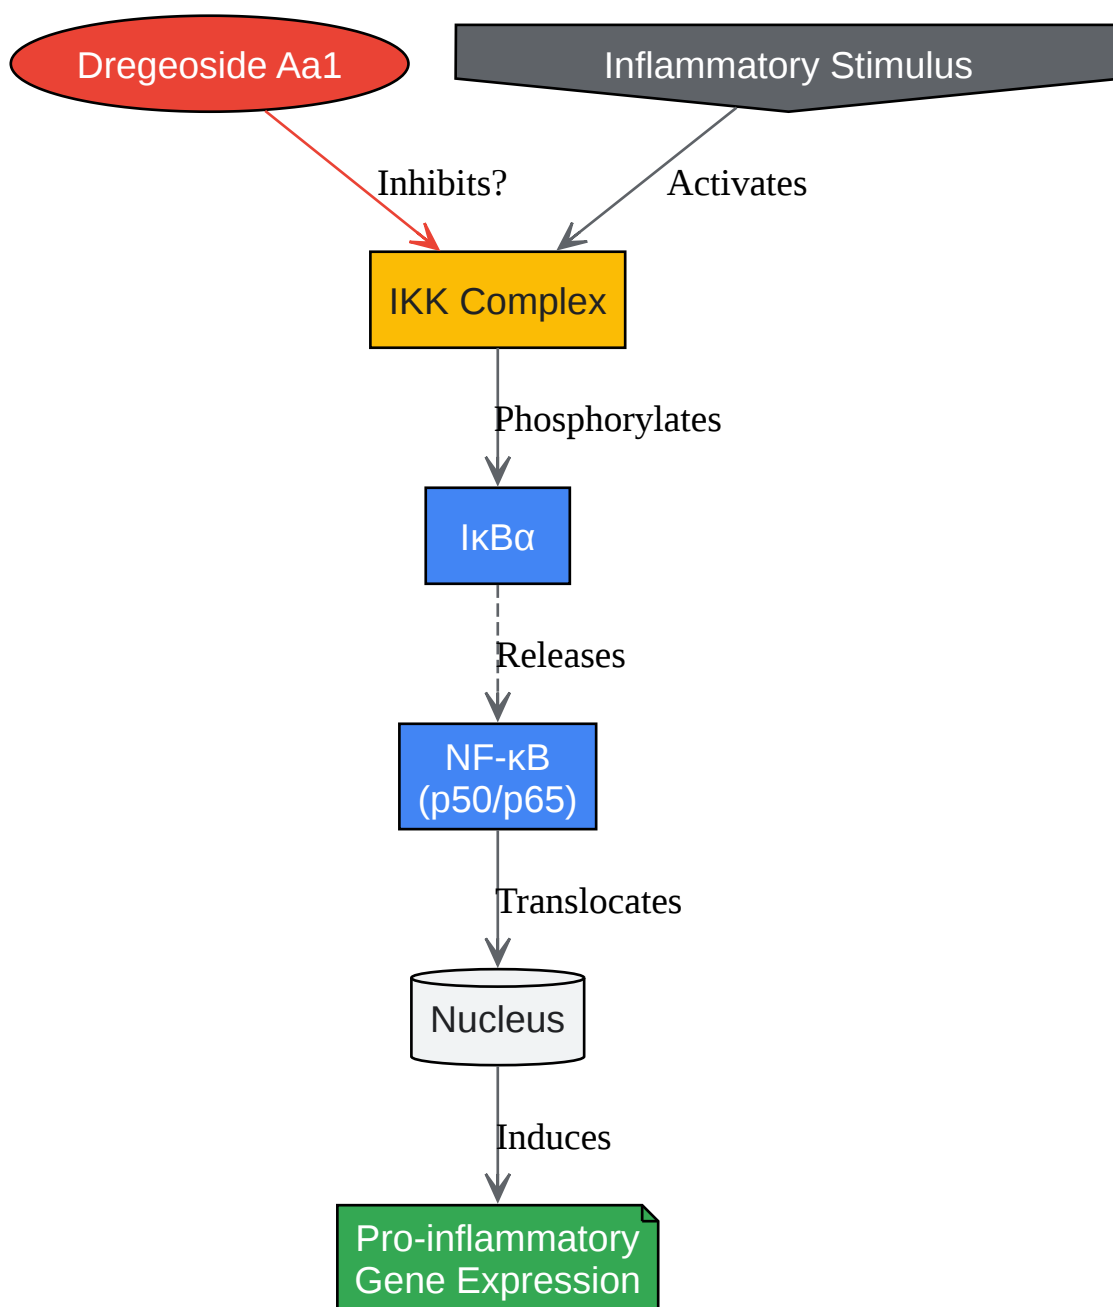 Dregeoside Aa1
Inflammatory Stimulus
Inhibits?
Activates
IKK Complex
Phosphorylates
IκBα
Releases
NF-κB
(p50/p65)
Translocates
Nucleus
Induces
Pro-inflammatory
Gene Expression